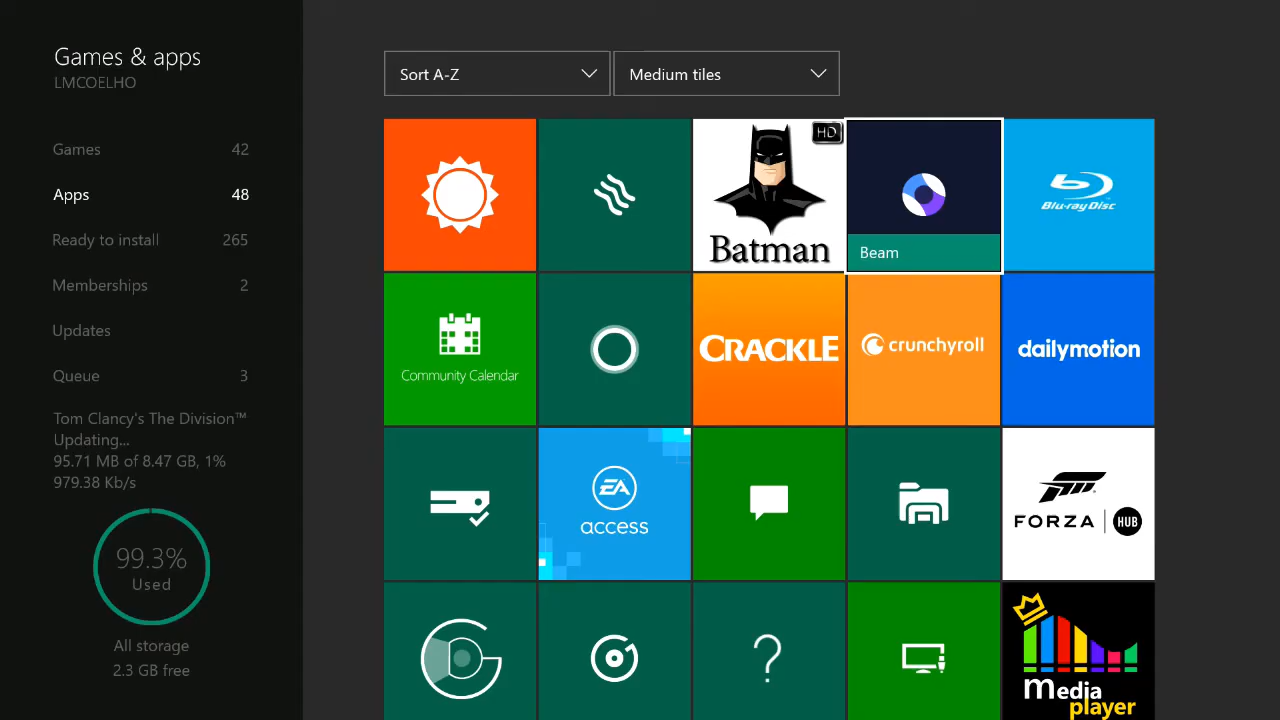 Games & apps
LMCOELHO
Games 42
Apps 48
Ready to install 265
Memberships 2
Updates
Queue 3
Tom Clancy's The Division™
Updating...
95.71 MB of 8.47 GB, 1%
979.38 Kb/s
99.3%
Used
All storage
2.3 GB free
Sort A-Z
Medium tiles
HD
Batman
Beam
Blu-ray Disc
Community Calendar
CRACKLE
crunchyroll
dailymotion
EA
access
FORZA HUB
?
media
player